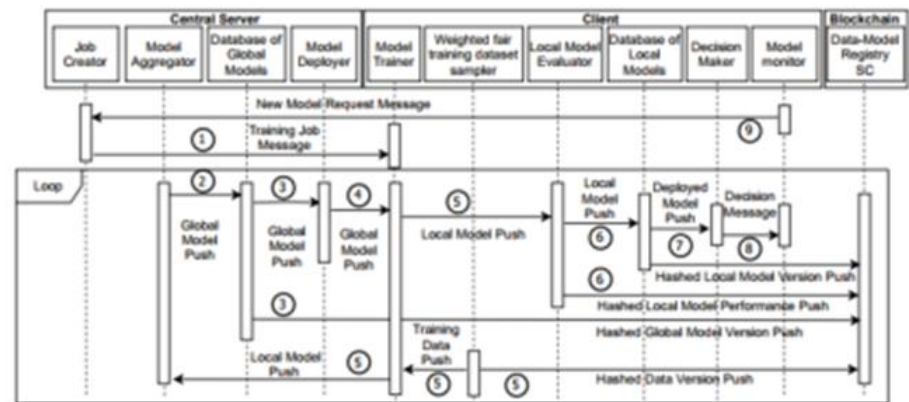 Central Server
Client
Blockchain
Job
Creator
Model
Aggregator
Database of
Global
Models
Model
Deployer
Model
Trainer
Weighted fair
training dataset
sampler
Local Model
Evaluator
Database of
Local
Models
Decision
Maker
Model
monitor
Data-Model
Registry
SC
New Model Request Message
9
1
Training Job
Message
Loop
2
Global
Model
Push
3
Global
Model
Push
4
Global
Model
Push
5
Local Model Push
Local
Model
Push
6
Deployed
Model
Push
7
Decision
Message
8
Hashed Local Model Version Push
6
Hashed Local Model Performance Push
3
Hashed Global Model Version Push
Training
Data
Push
5
Local Model
Push
5
5
Hashed Data Version Push